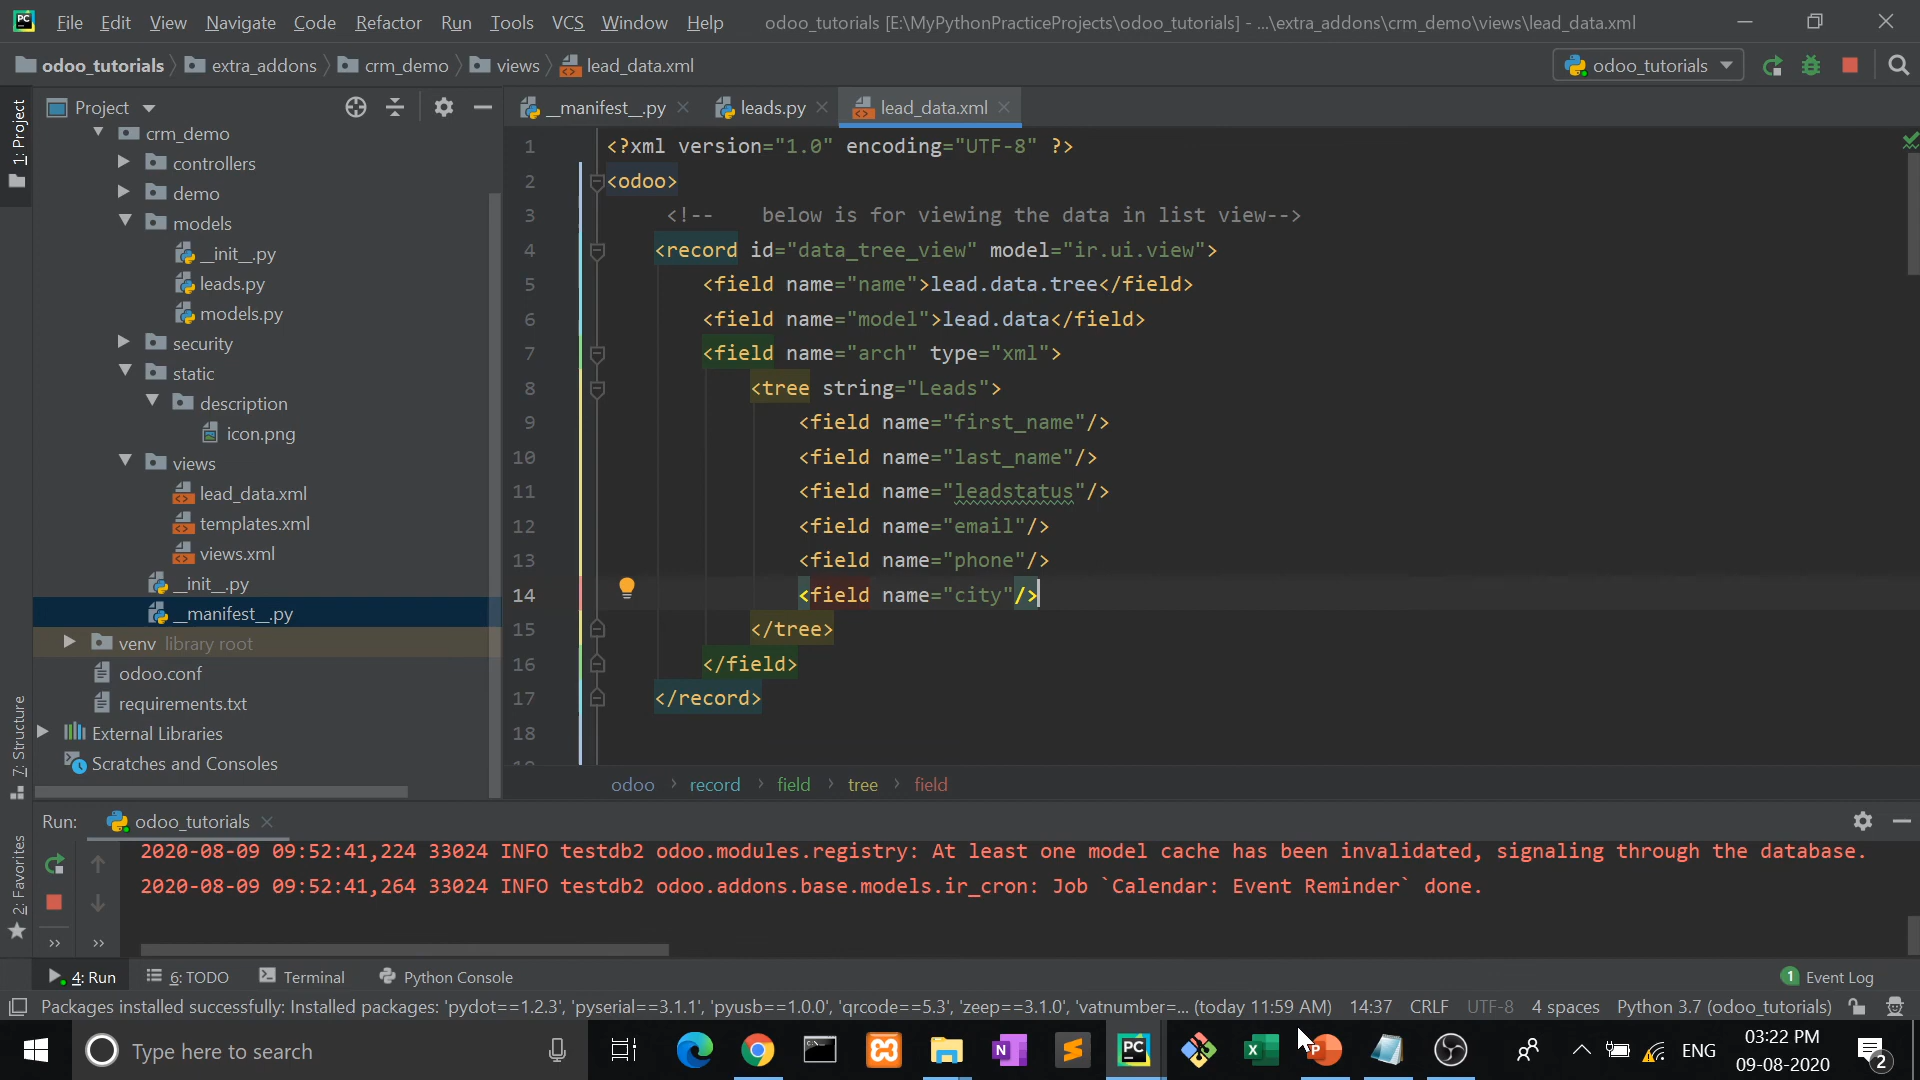 File Edit View Navigate Code Refactor Run Tools VCS Window Help odoo_tutorials [E:\MyPythonPracticeProjects\odoo_tutorials] - ...\extra_addons\crm_demo\views\lead_data.xml
odoo_tutorials extra_addons crm_demo views lead_data.xml odoo_tutorials
Project __manifest__.py leads.py lead_data.xml
1: Project
crm_demo
controllers
demo
models
__init__.py
leads.py
models.py
security
static
description
icon.png
views
lead_data.xml
templates.xml
views.xml
__init__.py
__manifest__.py
venv library root
odoo.conf
requirements.txt
External Libraries
Scratches and Consoles
7: Structure
2: Favorites
1 <?xml version="1.0" encoding="UTF-8" ?>
2 <odoo>
3 <!-- below is for viewing the data in list view-->
4 <record id="data_tree_view" model="ir.ui.view">
5 <field name="name">lead.data.tree</field>
6 <field name="model">lead.data</field>
7 <field name="arch" type="xml">
8 <tree string="Leads">
9 <field name="first_name"/>
10 <field name="last_name"/>
11 <field name="leadstatus"/>
12 <field name="email"/>
13 <field name="phone"/>
14 <field name="city"/>
15 </tree>
16 </field>
17 </record>
18
odoo › record › field › tree › field
Run: odoo_tutorials
2020-08-09 09:52:41,224 33024 INFO testdb2 odoo.modules.registry: At least one model cache has been invalidated, signaling through the database.
2020-08-09 09:52:41,264 33024 INFO testdb2 odoo.addons.base.models.ir_cron: Job `Calendar: Event Reminder` done.
4: Run 6: TODO Terminal Python Console 1 Event Log
Packages installed successfully: Installed packages: 'pydot==1.2.3', 'pyserial==3.1.1', 'pyusb==1.0.0', 'qrcode==5.3', 'zeep==3.1.0', 'vatnumber=... (today 11:59 AM) 14:37 CRLF UTF-8 4 spaces Python 3.7 (odoo_tutorials)
Type here to search ENG 03:22 PM
09-08-2020 2